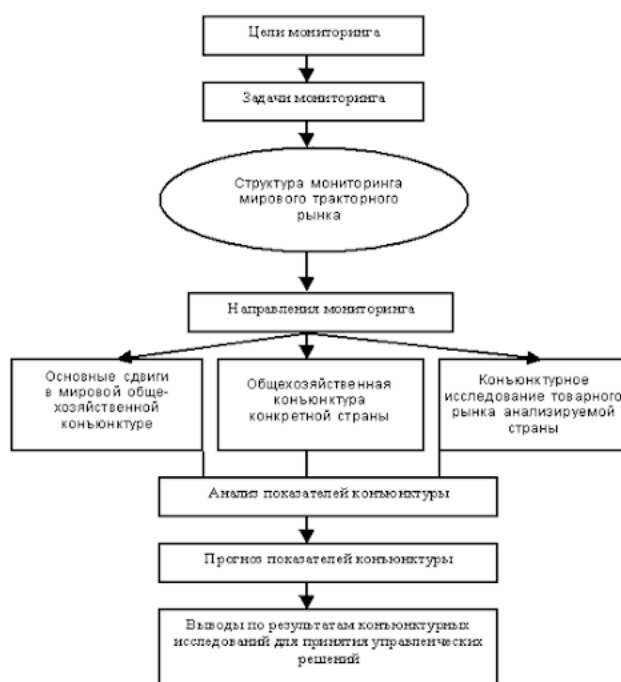 Цели мониторинга
Задачи мониторинга
Структура мониторинга
мирового тракторного
рынка
Направления мониторинга
Основные сдвиги
в мировой обще-
хозяйственной
конъюнктуре
Общехозяйственная
конъюнктура
конкретной страны
Конъюнктурное
исследование товарного
рынка анализируемой
страны
Анализ показателей конъюнктуры
Прогноз показателей конъюнктуры
Выводы по результатам конъюнктурных
исследований для принятия управленческих
решений